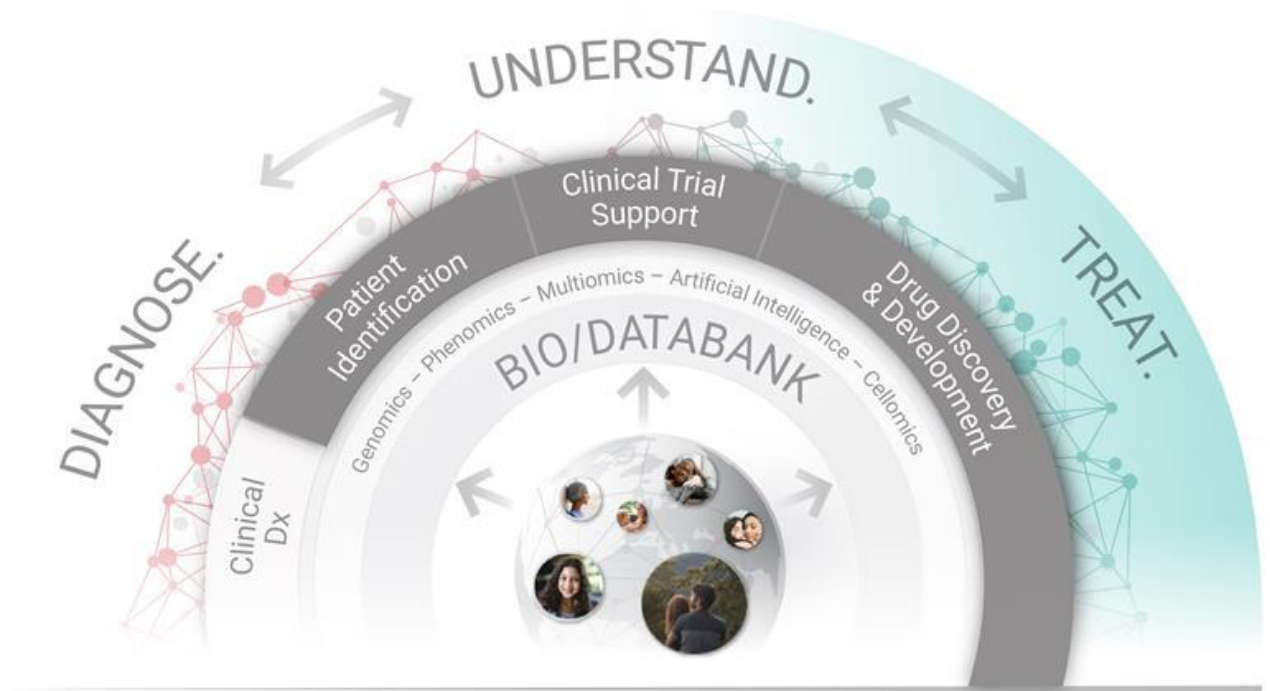 UNDERSTAND.
DIAGNOSE.
TREAT.
Clinical Trial
Support
Patient
Identification
Drug Discovery
& Development
Clinical
Dx
Genomics – Phenomics – Multiomics – Artificial Intelligence – Cellomics
BIO/DATABANK